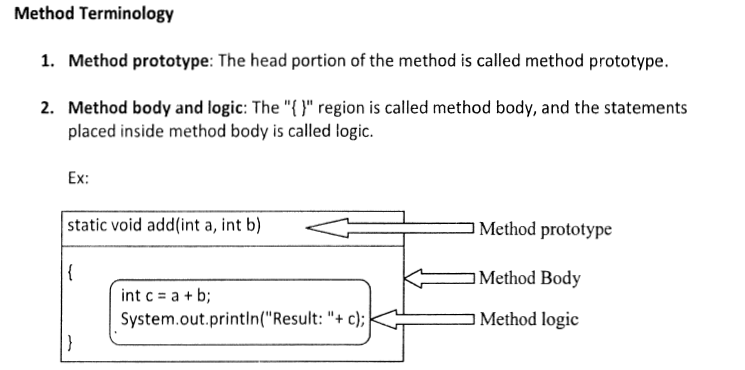 Method Terminology
1. Method prototype: The head portion of the method is called method prototype.
2. Method body and logic: The "{ }" region is called method body, and the statements
placed inside method body is called logic.
Ex:
static void add(int a, int b)
Method prototype
{
Method Body
int c = a + b;
System.out.println("Result: "+ c);
Method logic
}